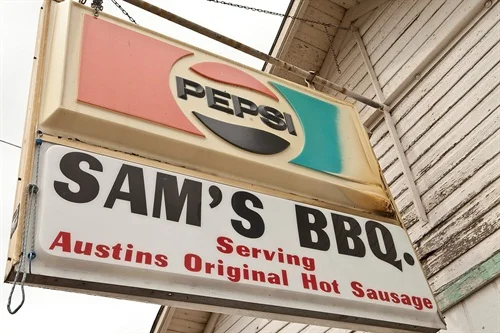 PEPSI
SAM'S BBQ.
Serving
Austins Original Hot Sausage